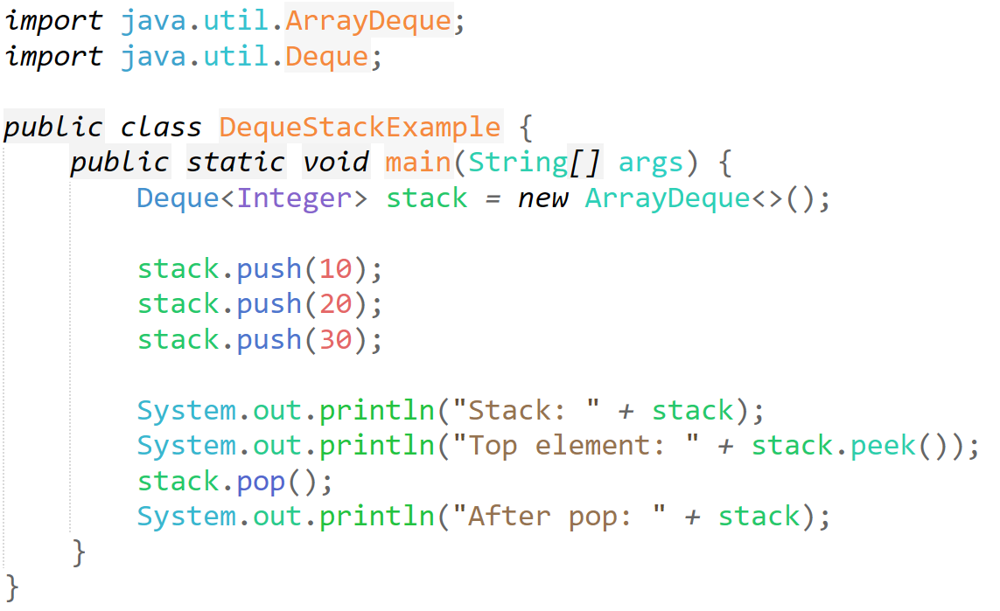 import java.util.ArrayDeque;
import java.util.Deque;

public class DequeStackExample {
    public static void main(String[] args) {
        Deque<Integer> stack = new ArrayDeque<>();

        stack.push(10);
        stack.push(20);
        stack.push(30);

        System.out.println("Stack: " + stack);
        System.out.println("Top element: " + stack.peek());
        stack.pop();
        System.out.println("After pop: " + stack);
    }
}